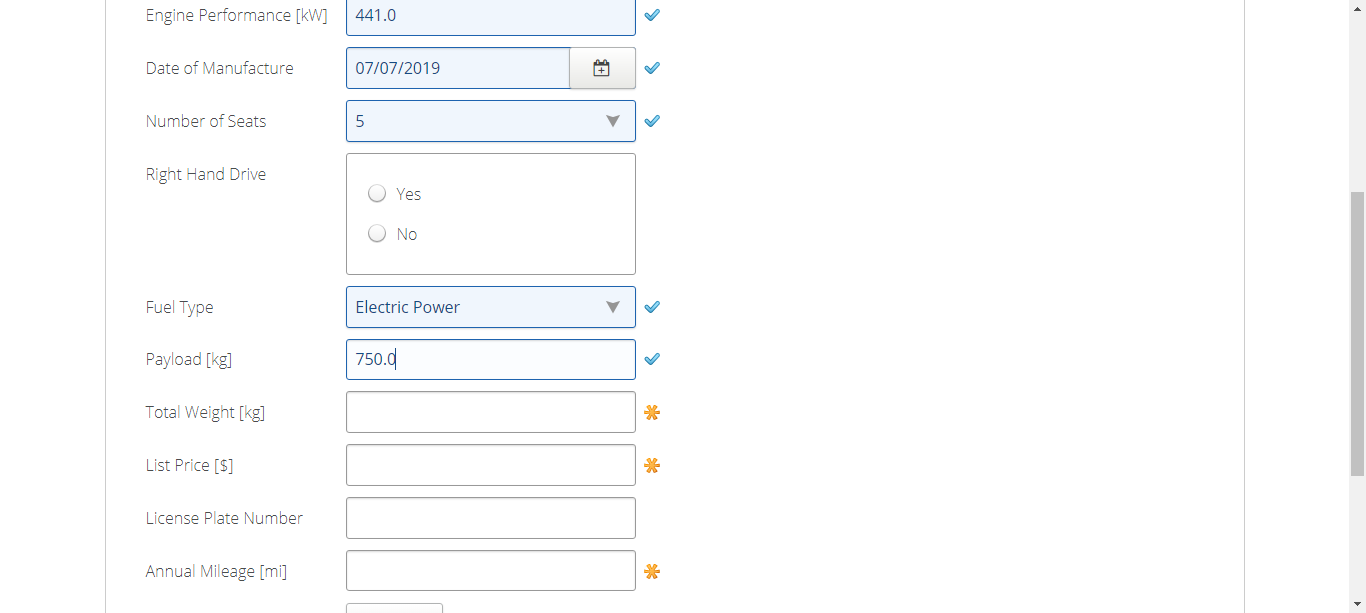 Engine Performance [kW] 441.0
Date of Manufacture 07/07/2019
Number of Seats 5
Right Hand Drive
Yes
No
Fuel Type Electric Power
Payload [kg] 750.0
Total Weight [kg]
List Price [$]
License Plate Number
Annual Mileage [mi]